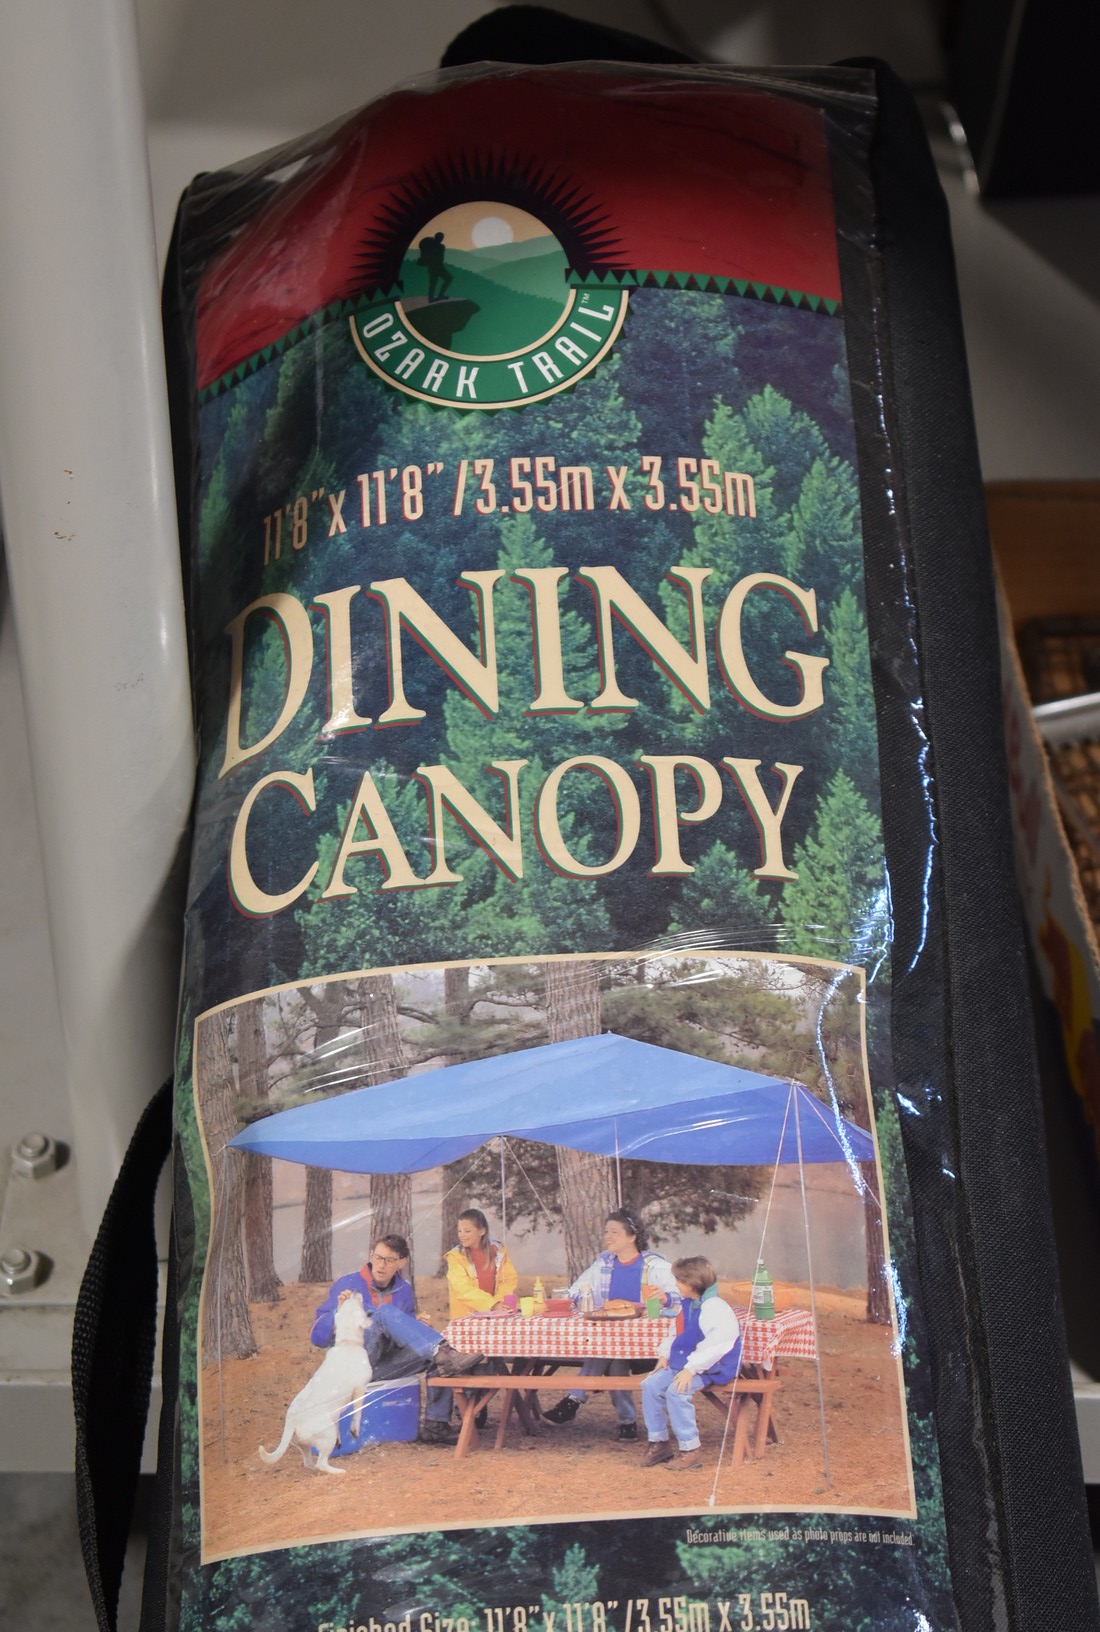 OZARK TRAIL™
11'8" x 11'8" / 3.55m x 3.55m
DINING
CANOPY
Decorative items used as photo props are not included.
Finished Size: 11'8" x 11'8" / 3.55m x 3.55m